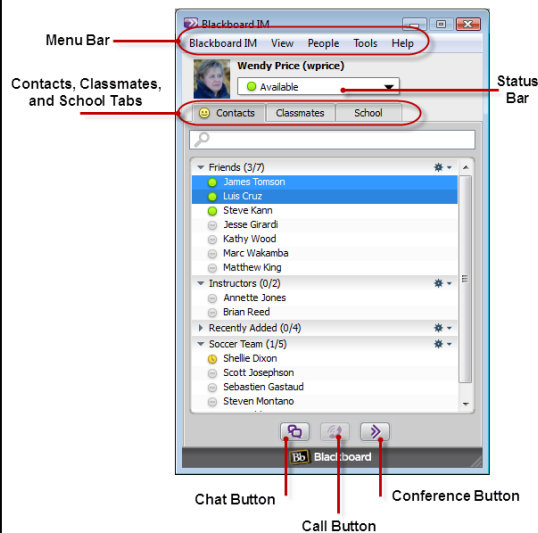 Blackboard IM
Menu Bar
Blackboard IM View People Tools Help
Wendy Price (wprice)
Available
Status
Bar
Contacts, Classmates,
and School Tabs
Contacts Classmates School
Friends (3/7)
James Tomson
Luis Cruz
Steve Kann
Jesse Girardi
Kathy Wood
Marc Wakamba
Matthew King
Instructors (0/2)
Annette Jones
Brian Reed
Recently Added (0/4)
Soccer Team (1/5)
Shellie Dixon
Scott Josephson
Sebastien Gastaud
Steven Montano
Bb Blackboard
Chat Button
Conference Button
Call Button